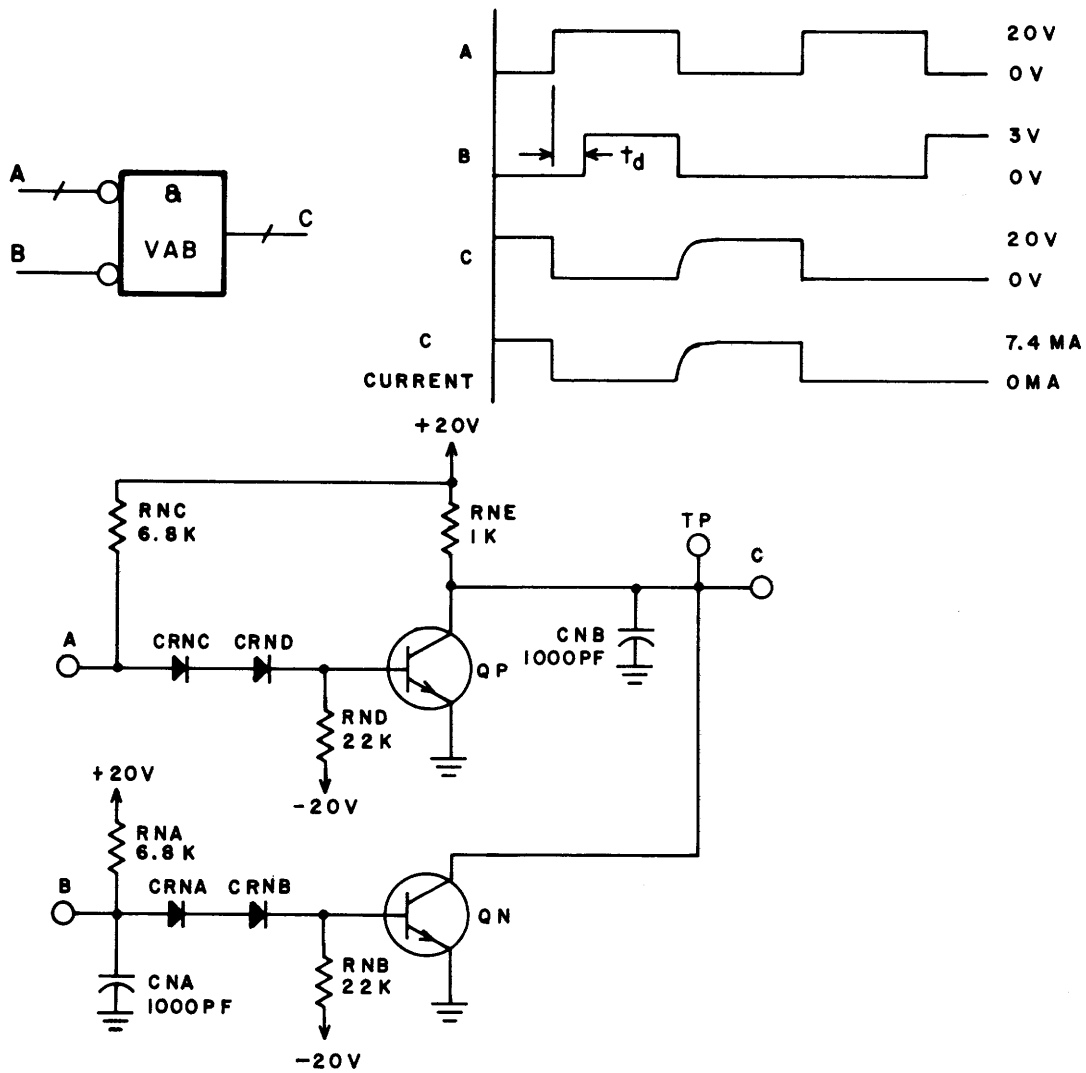 A
&
VAB
C
B
A
20V
0V
B
td
3V
0V
C
20V
0V
C
CURRENT
7.4 MA
0MA
+20V
RNC
6.8K
RNE
1K
TP
C
A
CRNC
CRND
QP
CNB
1000PF
RND
22K
-20V
+20V
RNA
6.8K
B
CRNA
CRNB
QN
CNA
1000PF
RNB
22K
-20V